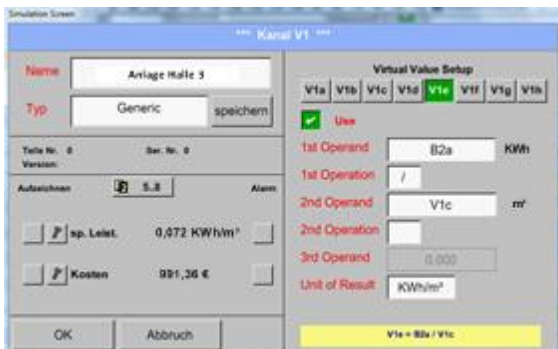 Simulation Screen
*** Kanal V1 ***
Name
Anlage Halle 3
Typ
Generic
speichern
Teile Nr. 0
Ser. Nr. 0
Version:
Aufzeichnen
5.8
Alarm
sp. Leist.
0,072 KWh/m³
Kosten
991,36 €
OK
Abbruch
Virtual Value Setup
V1a V1b V1c V1d V1e V1f V1g V1h
Use
1st Operand
B2a
KWh
1st Operation
/
2nd Operand
V1c
m³
2nd Operation
3rd Operand
0.000
Unit of Result
KWh/m³
V1e = B2a / V1c